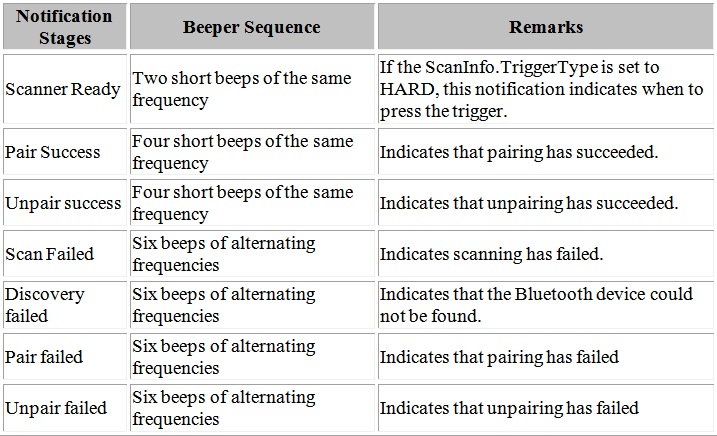 Notification Stages Beeper Sequence Remarks
Scanner Ready Two short beeps of the same frequency If the ScanInfo.TriggerType is set to HARD, this notification indicates when to press the trigger.
Pair Success Four short beeps of the same frequency Indicates that pairing has succeeded.
Unpair success Four short beeps of the same frequency Indicates that unpairing has succeeded.
Scan Failed Six beeps of alternating frequencies Indicates scanning has failed.
Discovery failed Six beeps of alternating frequencies Indicates that the Bluetooth device could not be found.
Pair failed Six beeps of alternating frequencies Indicates that pairing has failed
Unpair failed Six beeps of alternating frequencies Indicates that unpairing has failed